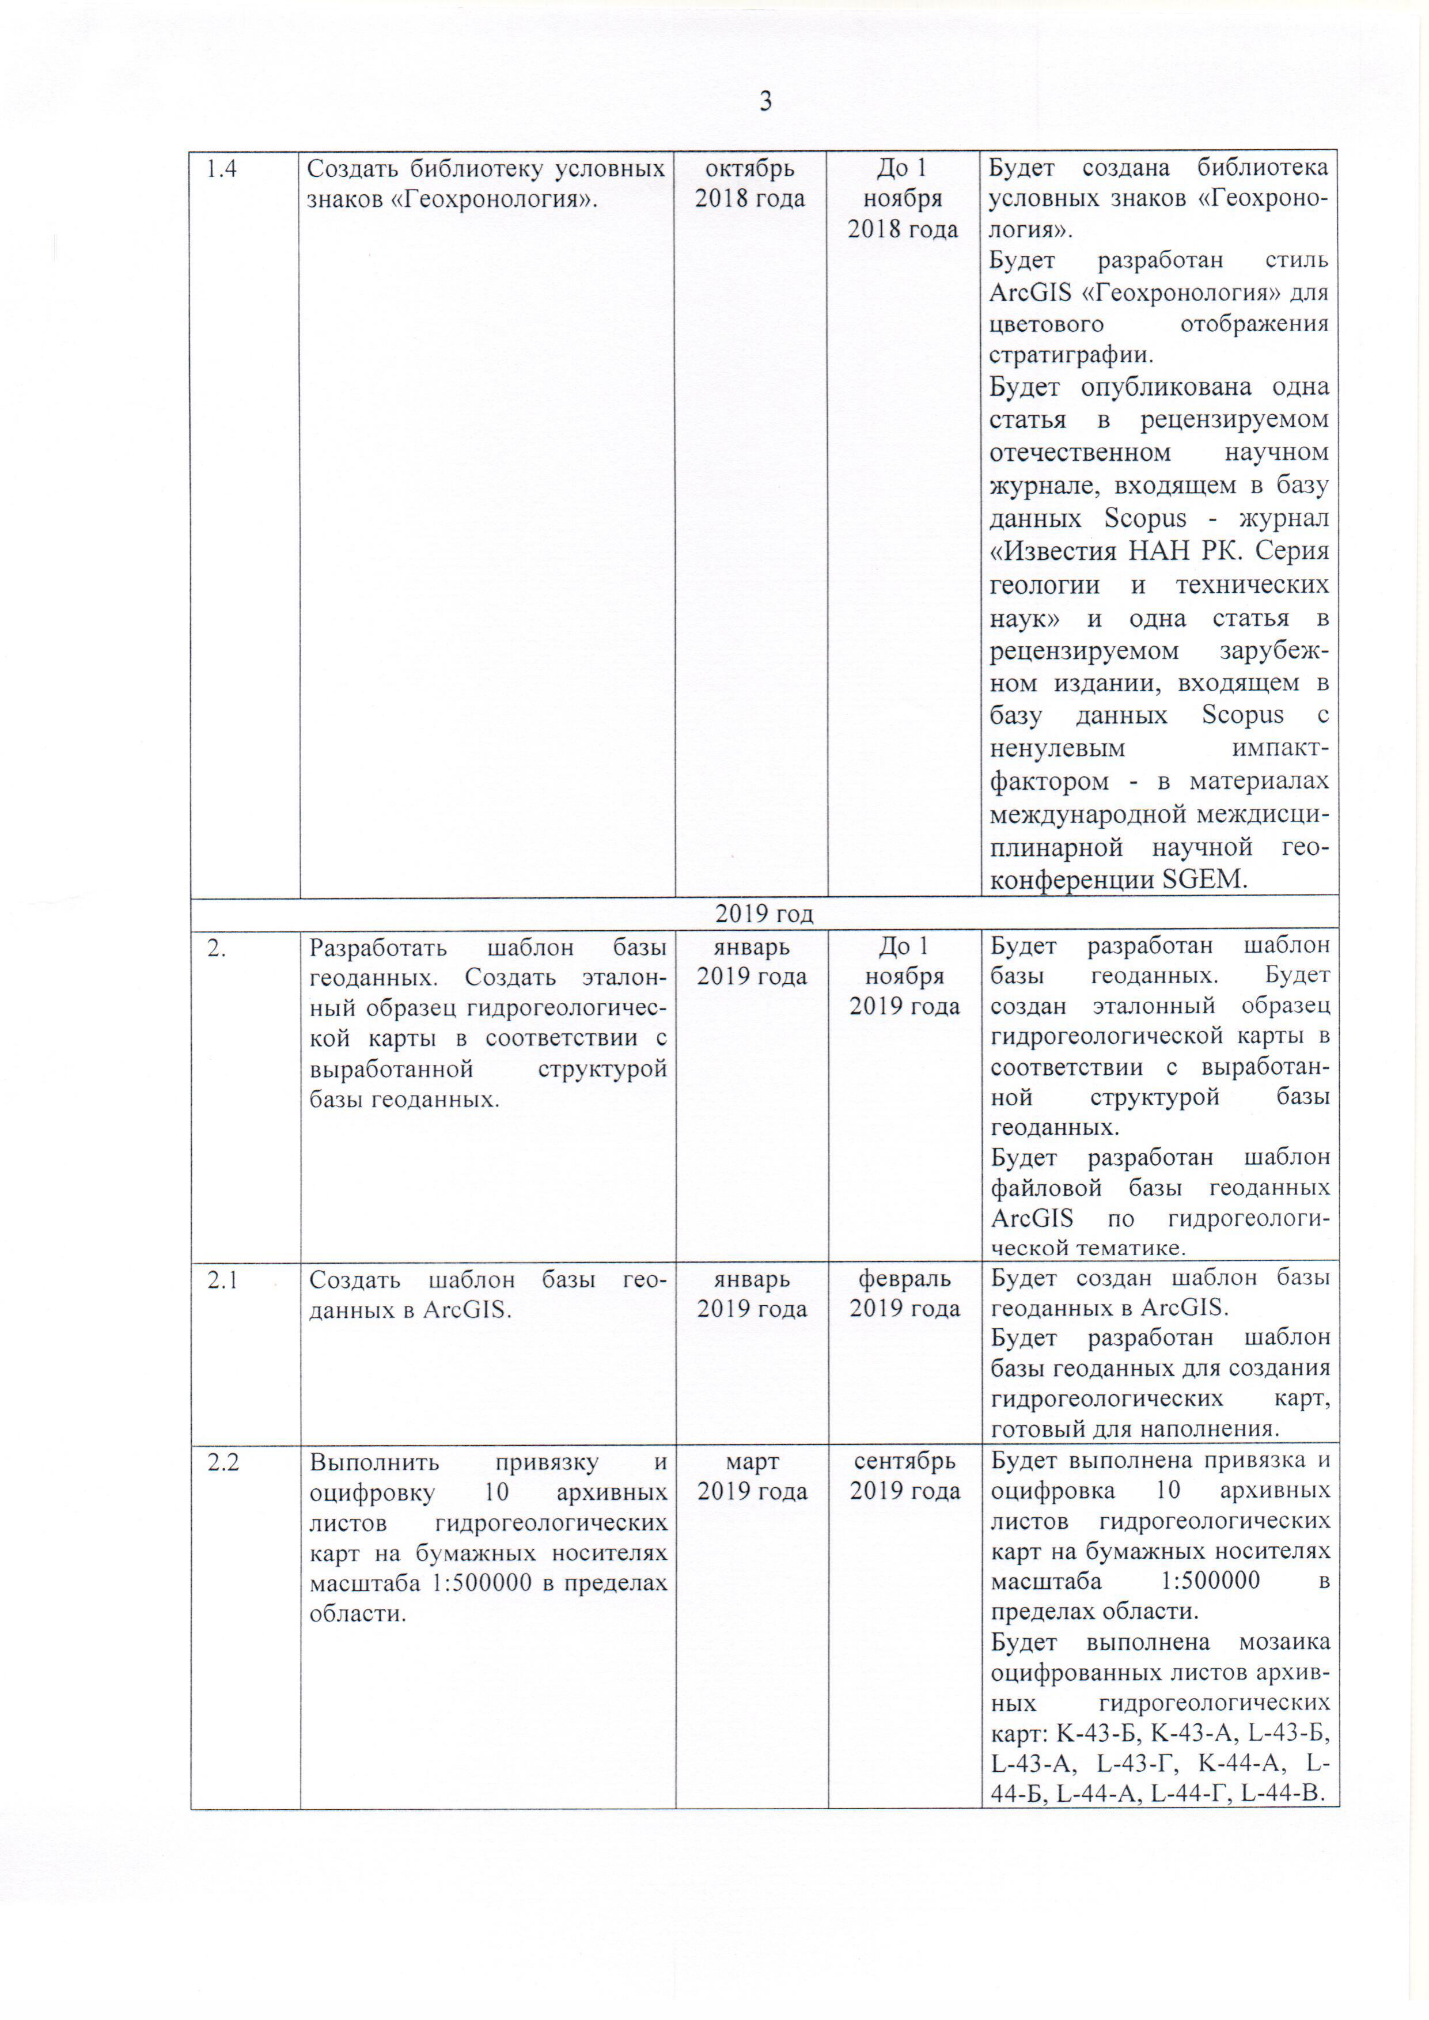 3
1.4
Создать библиотеку условных
знаков «Геохронология».
октябрь
2018 года
До 1
ноября
2018 года
Будет создана библиотека
условных знаков «Геохроно-
логия».
Будет разработан стиль
ArcGIS «Геохронология» для
цветового отображения
стратиграфии.
Будет опубликована одна
статья в рецензируемом
отечественном научном
журнале, входящем в базу
данных Scopus - журнал
«Известия НАН РК. Серия
геологии и технических
наук» и одна статья в
рецензируемом зарубеж-
ном издании, входящем в
базу данных Scopus с
ненулевым импакт-
фактором - в материалах
международной междисци-
плинарной научной гео-
конференции SGEM.
2019 год
2.
Разработать шаблон базы
геоданных. Создать эталон-
ный образец гидрогеологичес-
кой карты в соответствии с
выработанной структурой
базы геоданных.
январь
2019 года
До 1
ноября
2019 года
Будет разработан шаблон
базы геоданных. Будет
создан эталонный образец
гидрогеологической карты в
соответствии с выработан-
ной структурой базы
геоданных.
Будет разработан шаблон
файловой базы геоданных
ArcGIS по гидрогеологи-
ческой тематике.
2.1
Создать шаблон базы гео-
данных в ArcGIS.
январь
2019 года
февраль
2019 года
Будет создан шаблон базы
геоданных в ArcGIS.
Будет разработан шаблон
базы геоданных для создания
гидрогеологических карт,
готовый для наполнения.
2.2
Выполнить привязку и
оцифровку 10 архивных
листов гидрогеологических
карт на бумажных носителях
масштаба 1:500000 в пределах
области.
март
2019 года
сентябрь
2019 года
Будет выполнена привязка и
оцифровка 10 архивных
листов гидрогеологических
карт на бумажных носителях
масштаба 1:500000 в
пределах области.
Будет выполнена мозаика
оцифрованных листов архив-
ных гидрогеологических
карт: K-43-Б, K-43-А, L-43-Б,
L-43-А, L-43-Г, K-44-А, L-
44-Б, L-44-А, L-44-Г, L-44-В.